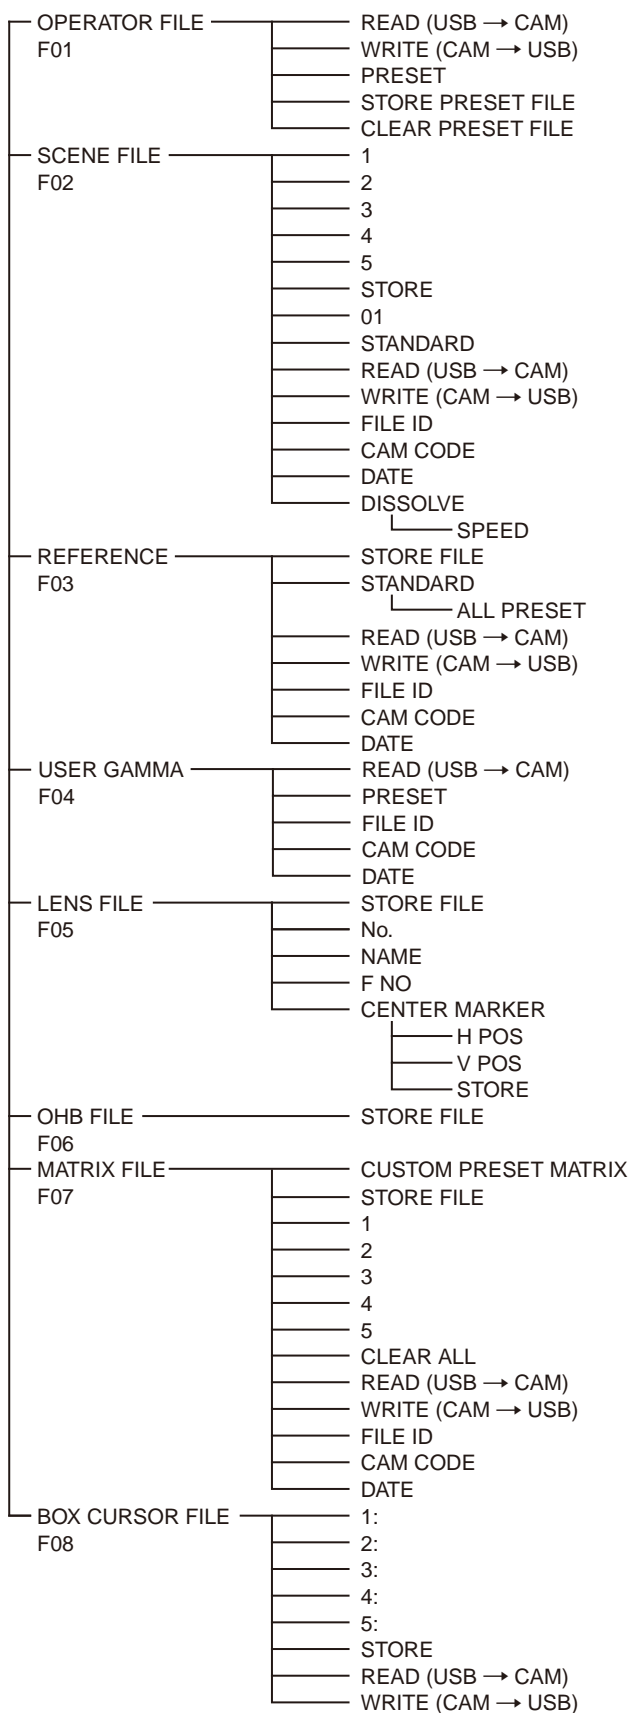 OPERATOR FILE
F01
READ (USB → CAM)
WRITE (CAM → USB)
PRESET
STORE PRESET FILE
CLEAR PRESET FILE
SCENE FILE
F02
1
2
3
4
5
STORE
01
STANDARD
READ (USB → CAM)
WRITE (CAM → USB)
FILE ID
CAM CODE
DATE
DISSOLVE
SPEED
REFERENCE
F03
STORE FILE
STANDARD
ALL PRESET
READ (USB → CAM)
WRITE (CAM → USB)
FILE ID
CAM CODE
DATE
USER GAMMA
F04
READ (USB → CAM)
PRESET
FILE ID
CAM CODE
DATE
LENS FILE
F05
STORE FILE
No.
NAME
F NO
CENTER MARKER
H POS
V POS
STORE
OHB FILE
F06
STORE FILE
MATRIX FILE
F07
CUSTOM PRESET MATRIX
STORE FILE
1
2
3
4
5
CLEAR ALL
READ (USB → CAM)
WRITE (CAM → USB)
FILE ID
CAM CODE
DATE
BOX CURSOR FILE
F08
1:
2:
3:
4:
5:
STORE
READ (USB → CAM)
WRITE (CAM → USB)